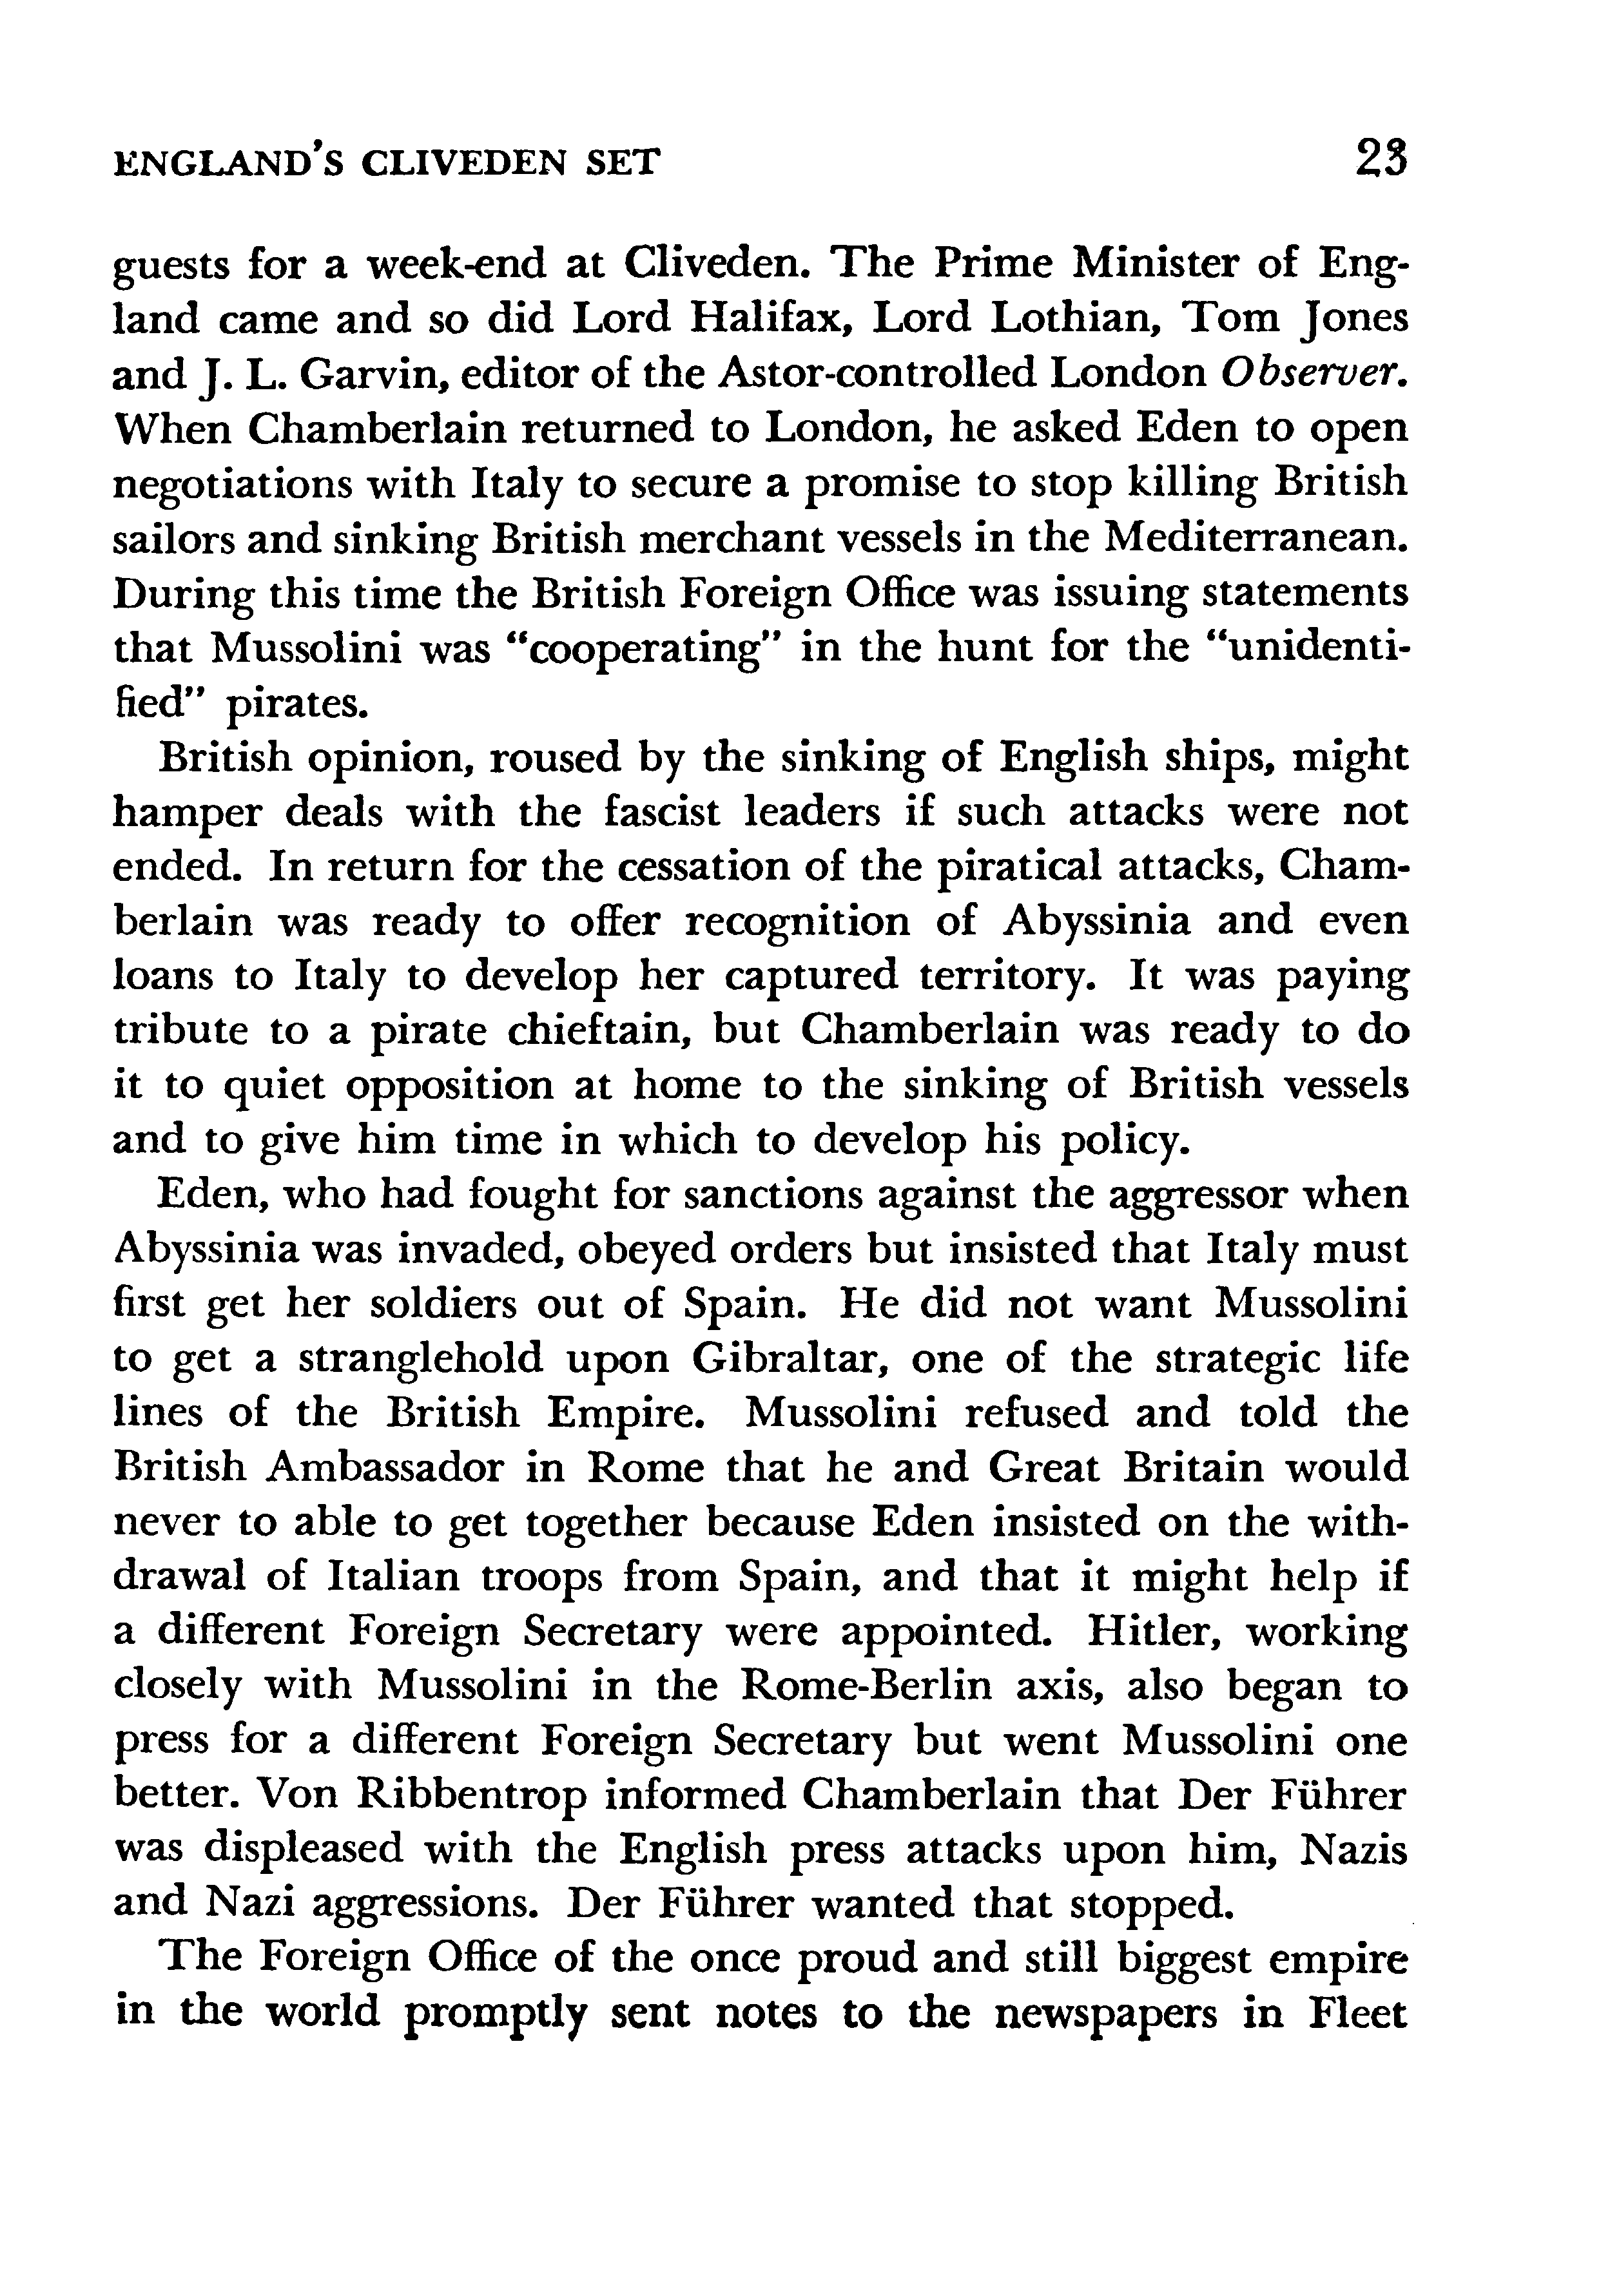 ENGLAND'S CLIVEDEN SET 23
guests for a week-end at Cliveden. The Prime Minister of Eng-
land came and so did Lord Halifax, Lord Lothian, Tom Jones
and J. L. Garvin, editor of the Astor-controlled London Observer.
When Chamberlain returned to London, he asked Eden to open
negotiations with Italy to secure a promise to stop killing British
sailors and sinking British merchant vessels in the Mediterranean.
During this time the British Foreign Office was issuing statements
that Mussolini was “cooperating” in the hunt for the “unidenti-
fied” pirates.
British opinion, roused by the sinking of English ships, might
hamper deals with the fascist leaders if such attacks were not
ended. In return for the cessation of the piratical attacks, Cham-
berlain was ready to offer recognition of Abyssinia and even
loans to Italy to develop her captured territory. It was paying
tribute to a pirate chieftain, but Chamberlain was ready to do
it to quiet opposition at home to the sinking of British vessels
and to give him time in which to develop his policy.
Eden, who had fought for sanctions against the aggressor when
Abyssinia was invaded, obeyed orders but insisted that Italy must
first get her soldiers out of Spain. He did not want Mussolini
to get a stranglehold upon Gibraltar, one of the strategic life
lines of the British Empire. Mussolini refused and told the
British Ambassador in Rome that he and Great Britain would
never to able to get together because Eden insisted on the with-
drawal of Italian troops from Spain, and that it might help if
a different Foreign Secretary were appointed. Hitler, working
closely with Mussolini in the Rome-Berlin axis, also began to
press for a different Foreign Secretary but went Mussolini one
better. Von Ribbentrop informed Chamberlain that Der Führer
was displeased with the English press attacks upon him, Nazis
and Nazi aggressions. Der Führer wanted that stopped.
The Foreign Office of the once proud and still biggest empire
in the world promptly sent notes to the newspapers in Fleet